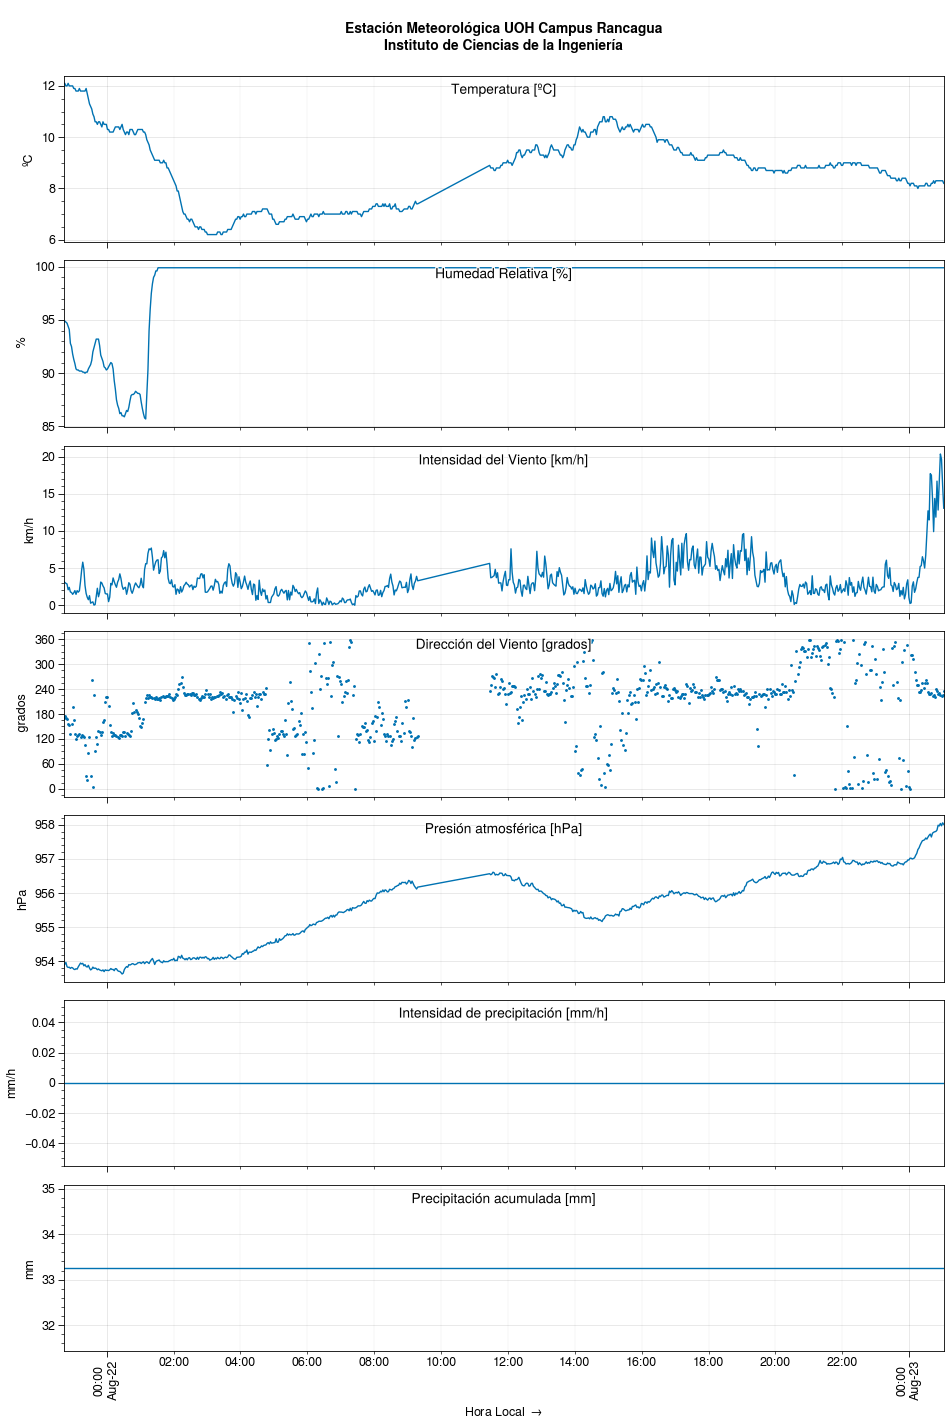 Estación Meteorológica UOH Campus Rancagua
Instituto de Ciencias de la Ingeniería
Temperatura [ºC]
ºC
12
10
8
6
Humedad Relativa [%]
%
100
95
90
85
Intensidad del Viento [km/h]
km/h
20
15
10
5
0
Dirección del Viento [grados]
grados
360
300
240
180
120
60
0
Presión atmosférica [hPa]
hPa
958
957
956
955
954
Intensidad de precipitación [mm/h]
mm/h
0.04
0.02
0
−0.02
−0.04
Precipitación acumulada [mm]
mm
35
34
33
32
00:00
Aug-22
02:00
04:00
06:00
08:00
10:00
12:00
14:00
16:00
18:00
20:00
22:00
00:00
Aug-23
Hora Local →